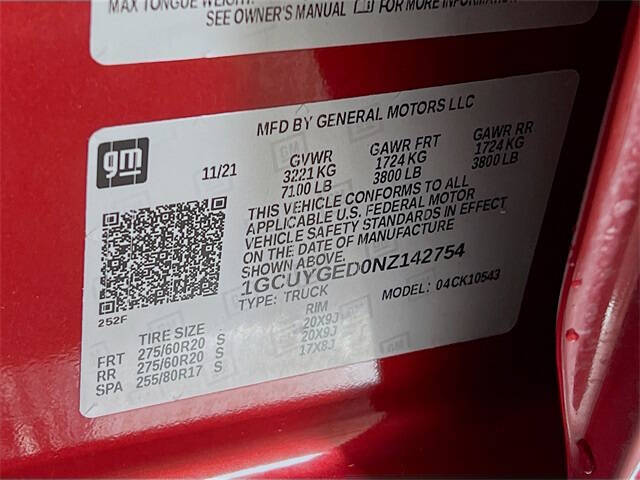 MAX TONGUE WEIGHT:
SEE OWNER'S MANUAL FOR MORE INFORMATION
MFD BY GENERAL MOTORS LLC
gm
11/21
GVWR GAWR FRT GAWR RR
3221 KG 1724 KG 1724 KG
7100 LB 3800 LB 3800 LB
THIS VEHICLE CONFORMS TO ALL
APPLICABLE U.S. FEDERAL MOTOR
VEHICLE SAFETY STANDARDS IN EFFECT
ON THE DATE OF MANUFACTURE
SHOWN ABOVE.
1GCUYGED0NZ142754
TYPE: TRUCK MODEL: 04CK10543
252F
TIRE SIZE RIM
FRT 275/60R20 S 20X9J
RR 275/60R20 S 20X9J
SPA 255/80R17 S 17X8J